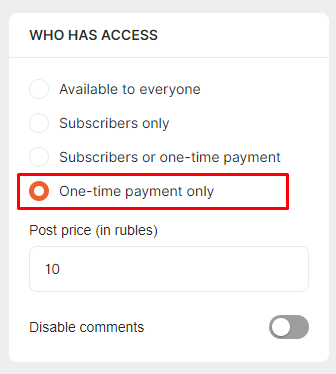 WHO HAS ACCESS
Available to everyone
Subscribers only
Subscribers or one-time payment
One-time payment only
Post price (in rubles)
10
Disable comments